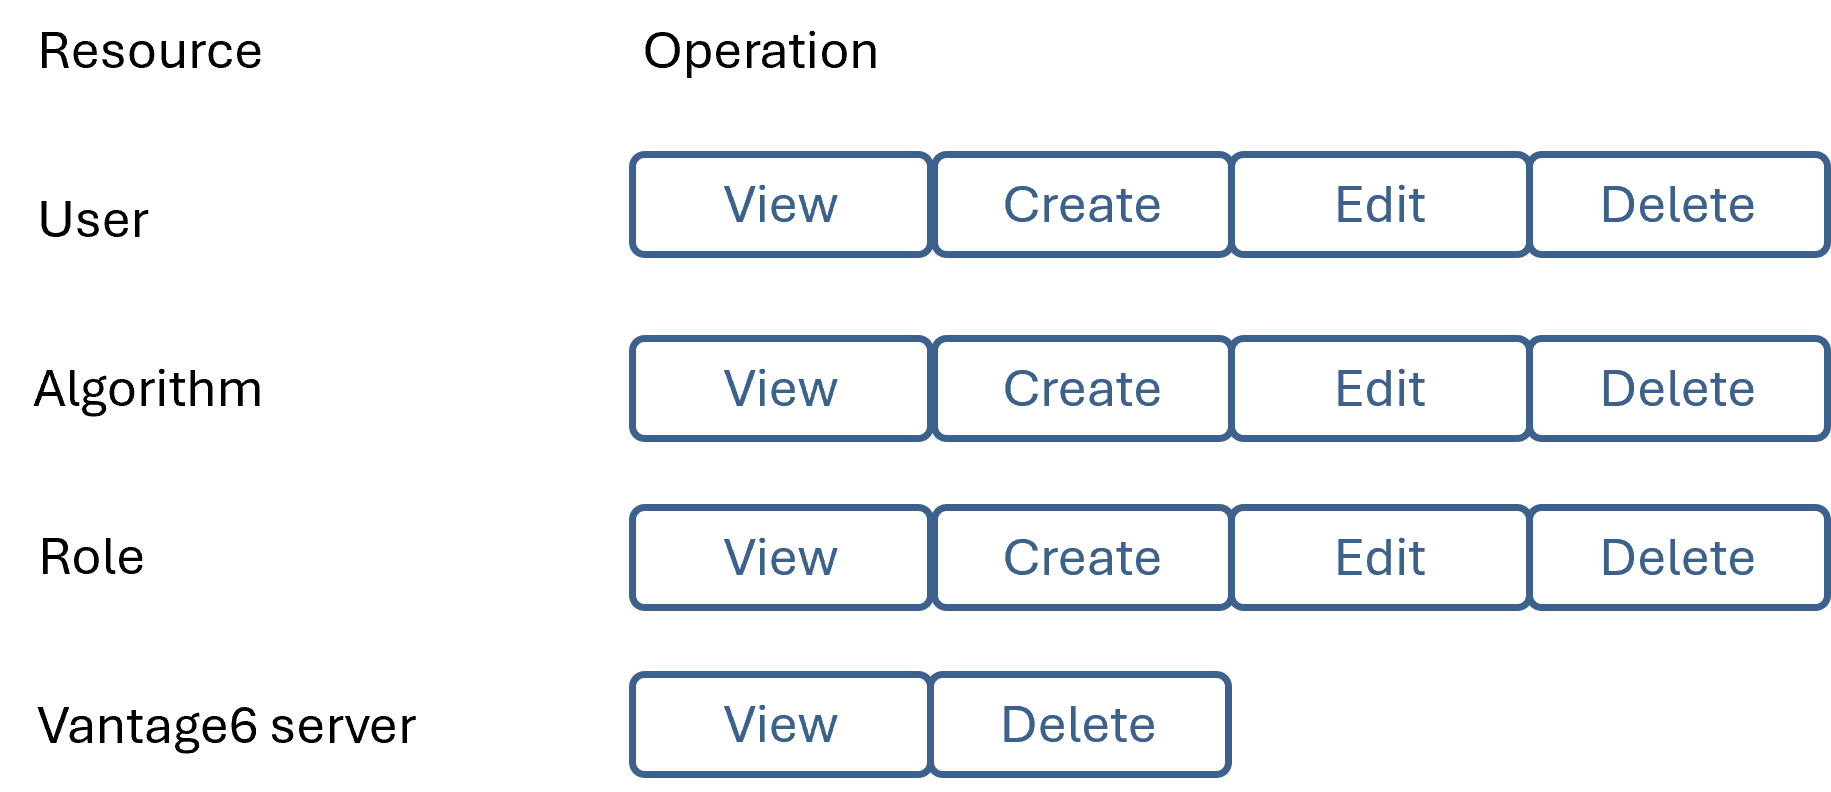 Resource Operation
User View Create Edit Delete
Algorithm View Create Edit Delete
Role View Create Edit Delete
Vantage6 server View Delete